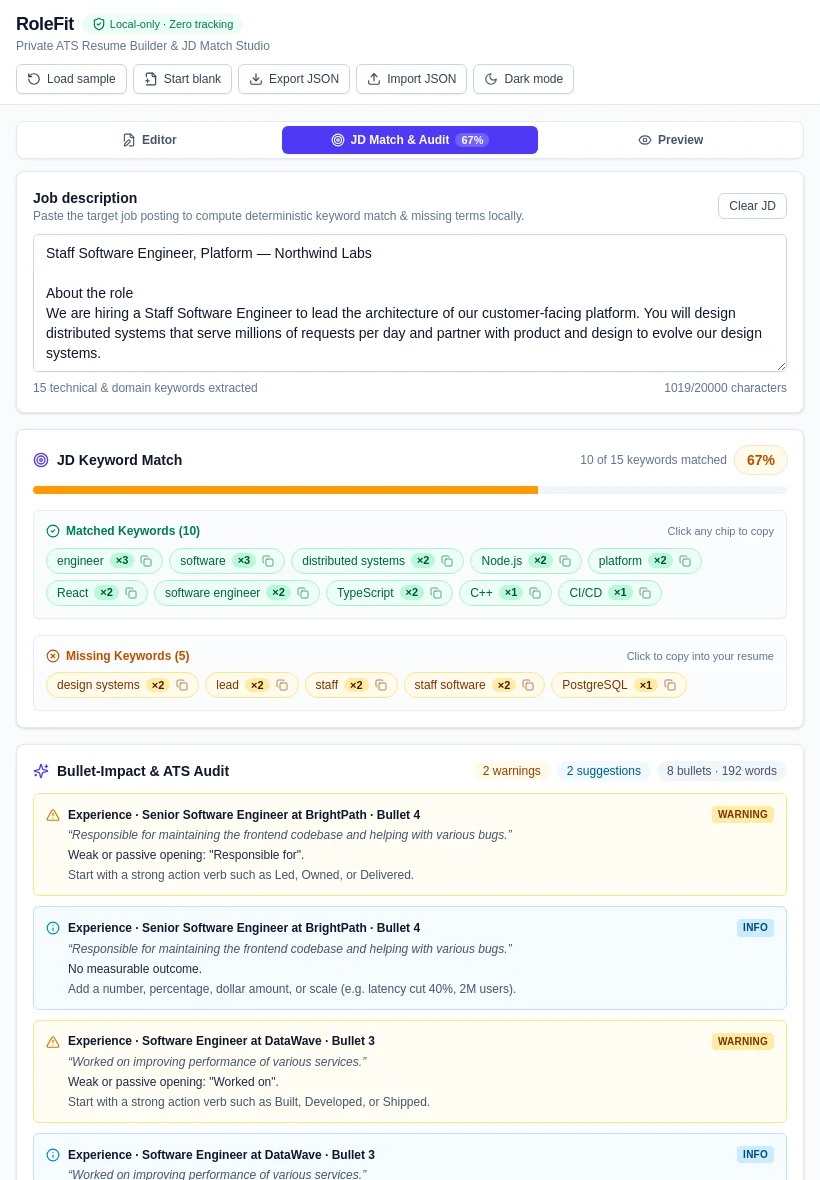 RoleFit Local-only · Zero tracking
Private ATS Resume Builder & JD Match Studio
Load sample Start blank Export JSON Import JSON Dark mode
Editor JD Match & Audit 67% Preview
Job description
Paste the target job posting to compute deterministic keyword match & missing terms locally.
Clear JD
Staff Software Engineer, Platform — Northwind Labs
About the role
We are hiring a Staff Software Engineer to lead the architecture of our customer-facing platform. You will design
distributed systems that serve millions of requests per day and partner with product and design to evolve our design
systems.
15 technical & domain keywords extracted 1019/20000 characters
JD Keyword Match 10 of 15 keywords matched 67%
Matched Keywords (10) Click any chip to copy
engineer ×3 software ×3 distributed systems ×2 Node.js ×2 platform ×2
React ×2 software engineer ×2 TypeScript ×2 C++ ×1 CI/CD ×1
Missing Keywords (5) Click to copy into your resume
design systems ×2 lead ×2 staff ×2 staff software ×2 PostgreSQL ×1
Bullet-Impact & ATS Audit 2 warnings 2 suggestions 8 bullets · 192 words
Experience · Senior Software Engineer at BrightPath · Bullet 4 WARNING
“Responsible for maintaining the frontend codebase and helping with various bugs.”
Weak or passive opening: "Responsible for".
Start with a strong action verb such as Led, Owned, or Delivered.
Experience · Senior Software Engineer at BrightPath · Bullet 4 INFO
“Responsible for maintaining the frontend codebase and helping with various bugs.”
No measurable outcome.
Add a number, percentage, dollar amount, or scale (e.g. latency cut 40%, 2M users).
Experience · Software Engineer at DataWave · Bullet 3 WARNING
“Worked on improving performance of various services.”
Weak or passive opening: "Worked on".
Start with a strong action verb such as Built, Developed, or Shipped.
Experience · Software Engineer at DataWave · Bullet 3 INFO
“Worked on improving performance of various services.”